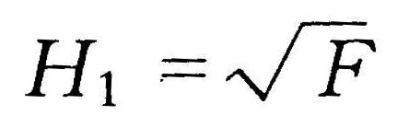 H₁ = √F